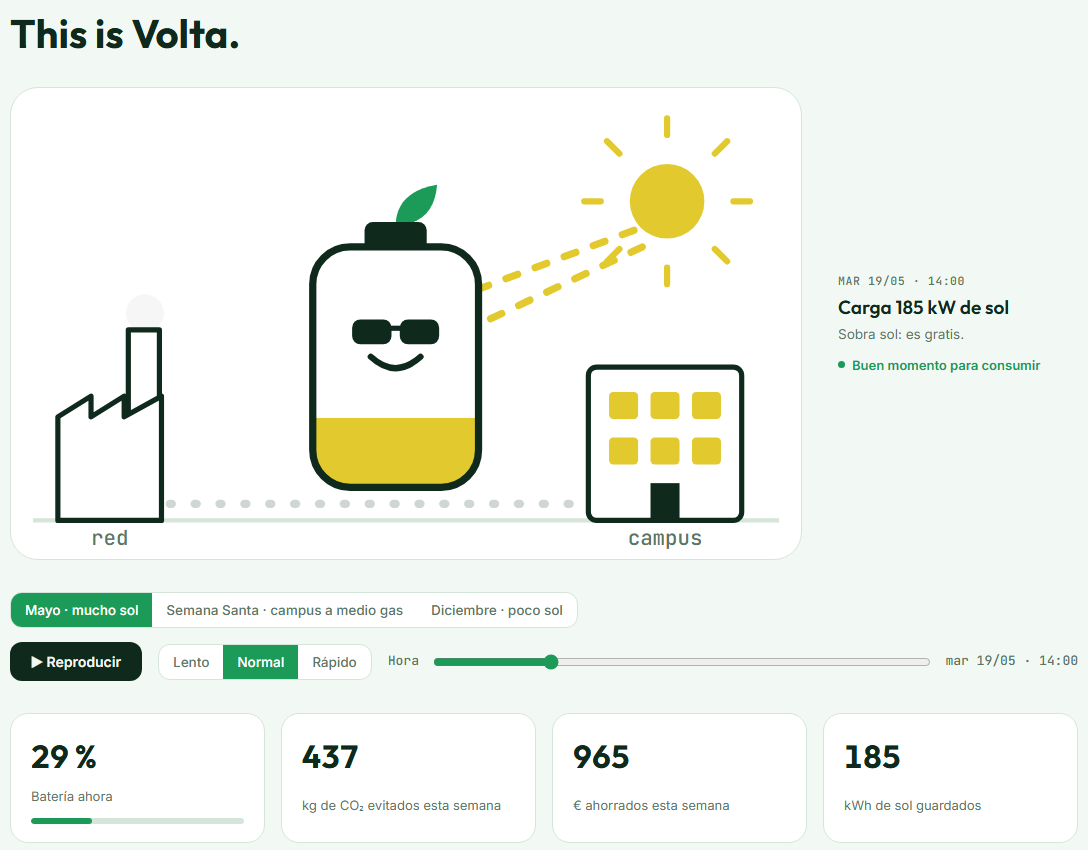 This is Volta.
MAR 19/05 · 14:00
Carga 185 kW de sol
Sobra sol: es gratis.
Buen momento para consumir
red
campus
Mayo · mucho sol
Semana Santa · campus a medio gas
Diciembre · poco sol
▶ Reproducir
Lento
Normal
Rápido
Hora
mar 19/05 · 14:00
29 %
Batería ahora
437
kg de CO₂ evitados esta semana
965
€ ahorrados esta semana
185
kWh de sol guardados